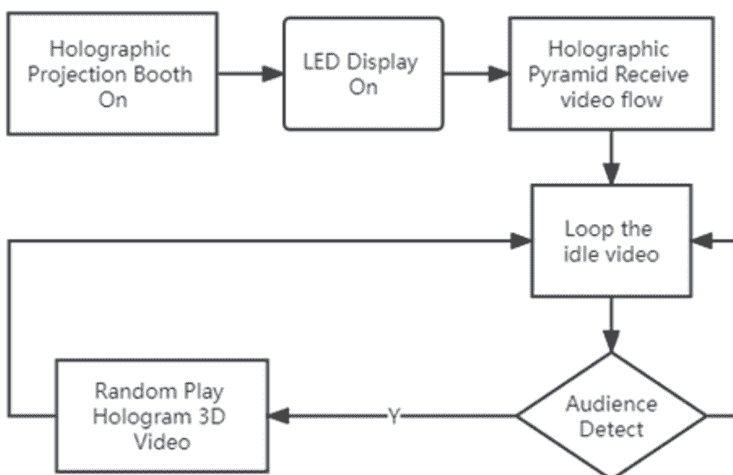 Holographic
Projection Booth
On
LED Display
On
Holographic
Pyramid Receive
video flow
Loop the
idle video
Random Play
Hologram 3D
Video
Y
Audience
Detect